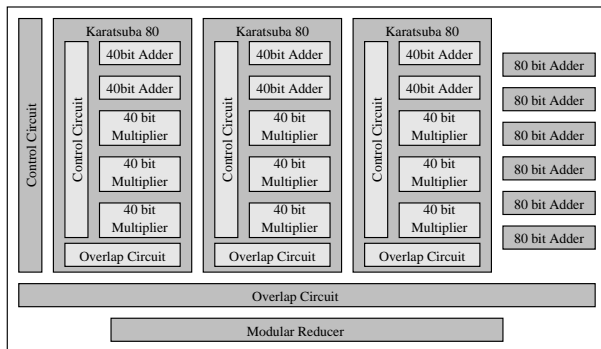 Control Circuit
Karatsuba 80
Control Circuit
40bit Adder
40bit Adder
40 bit
Multiplier
40 bit
Multiplier
40 bit
Multiplier
Overlap Circuit
Karatsuba 80
Control Circuit
40bit Adder
40bit Adder
40 bit
Multiplier
40 bit
Multiplier
40 bit
Multiplier
Overlap Circuit
Karatsuba 80
Control Circuit
40bit Adder
40bit Adder
40 bit
Multiplier
40 bit
Multiplier
40 bit
Multiplier
Overlap Circuit
80 bit Adder
80 bit Adder
80 bit Adder
80 bit Adder
80 bit Adder
80 bit Adder
Overlap Circuit
Modular Reducer